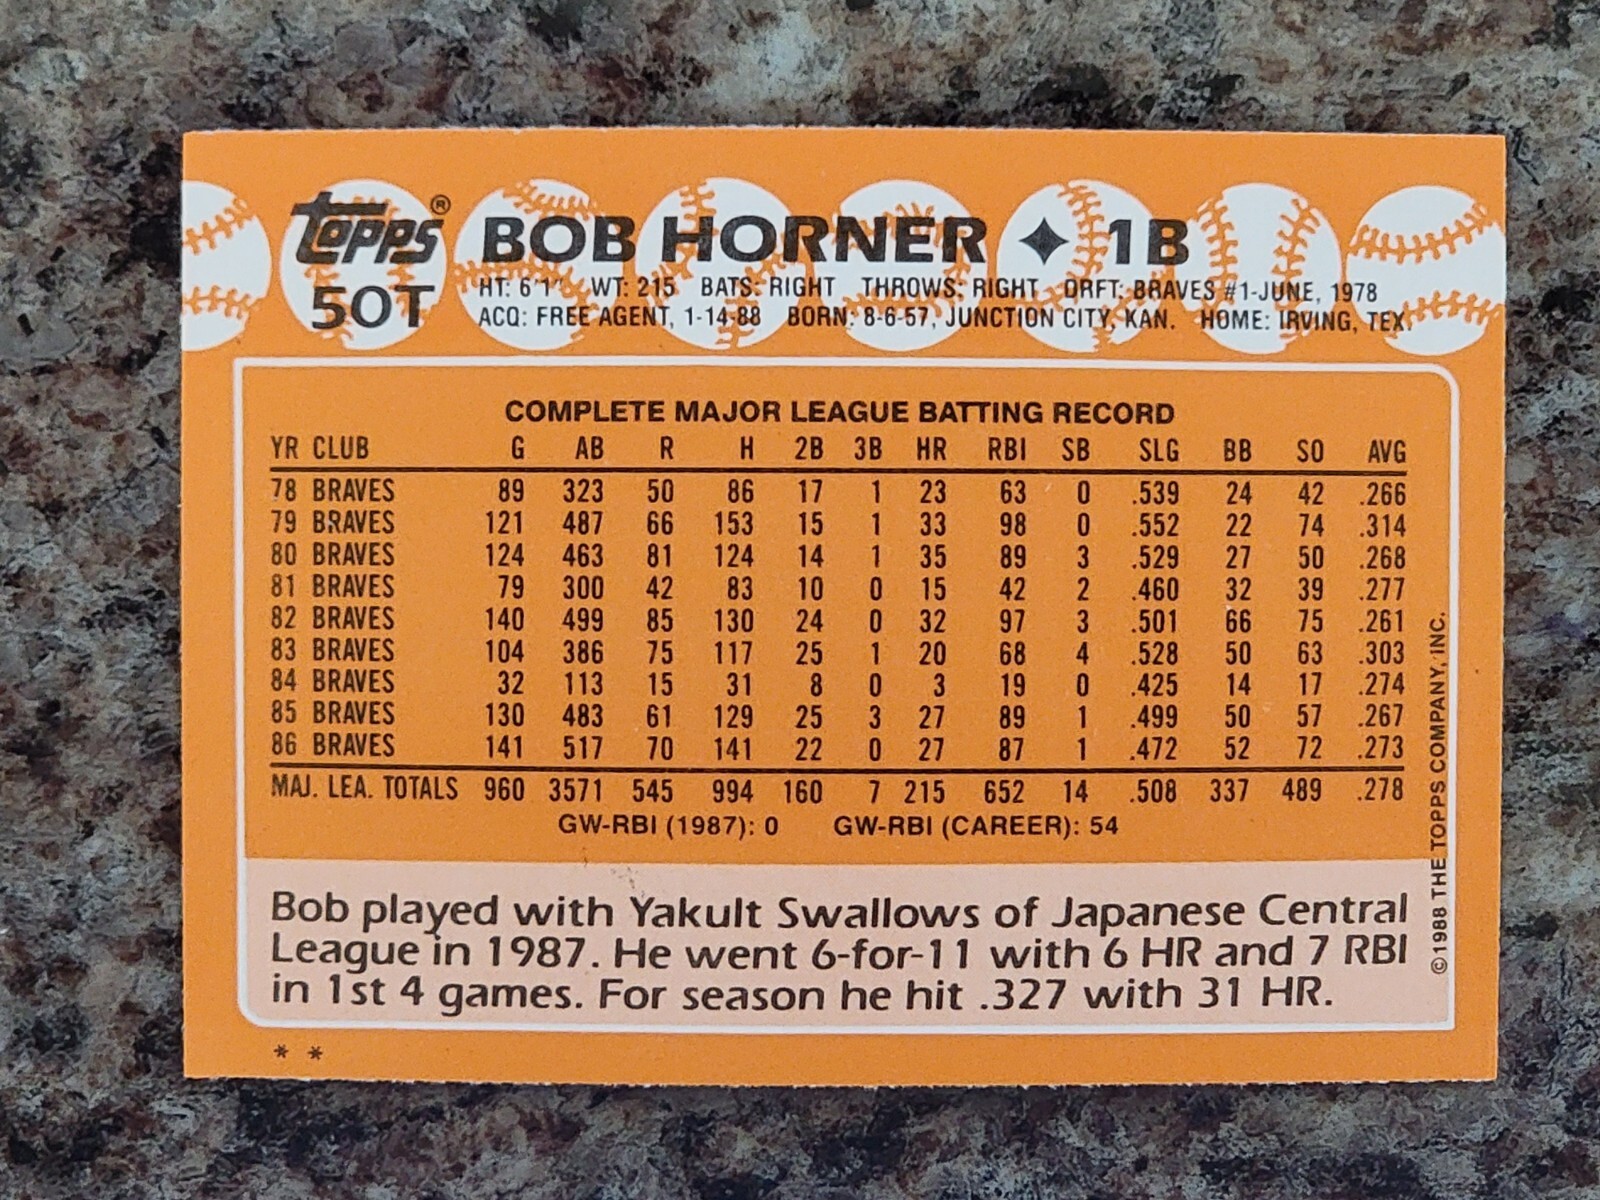 topps® BOB HORNER ✦ 1B
50T
HT: 6'1" WT: 215 BATS: RIGHT THROWS: RIGHT DRFT: BRAVES #1-JUNE, 1978
ACQ: FREE AGENT, 1-14-88 BORN: 8-6-57, JUNCTION CITY, KAN. HOME: IRVING, TEX.
COMPLETE MAJOR LEAGUE BATTING RECORD
YR CLUB G AB R H 2B 3B HR RBI SB SLG BB SO AVG
78 BRAVES 89 323 50 86 17 1 23 63 0 .539 24 42 .266
79 BRAVES 121 487 66 153 15 1 33 98 0 .552 22 74 .314
80 BRAVES 124 463 81 124 14 1 35 89 3 .529 27 50 .268
81 BRAVES 79 300 42 83 10 0 15 42 2 .460 32 39 .277
82 BRAVES 140 499 85 130 24 0 32 97 3 .501 66 75 .261
83 BRAVES 104 386 75 117 25 1 20 68 4 .528 50 63 .303
84 BRAVES 32 113 15 31 8 0 3 19 0 .425 14 17 .274
85 BRAVES 130 483 61 129 25 3 27 89 1 .499 50 57 .267
86 BRAVES 141 517 70 141 22 0 27 87 1 .472 52 72 .273
MAJ. LEA. TOTALS 960 3571 545 994 160 7 215 652 14 .508 337 489 .278
GW-RBI (1987): 0 GW-RBI (CAREER): 54
Bob played with Yakult Swallows of Japanese Central
League in 1987. He went 6-for-11 with 6 HR and 7 RBI
in 1st 4 games. For season he hit .327 with 31 HR.
* *
©1988 THE TOPPS COMPANY, INC.